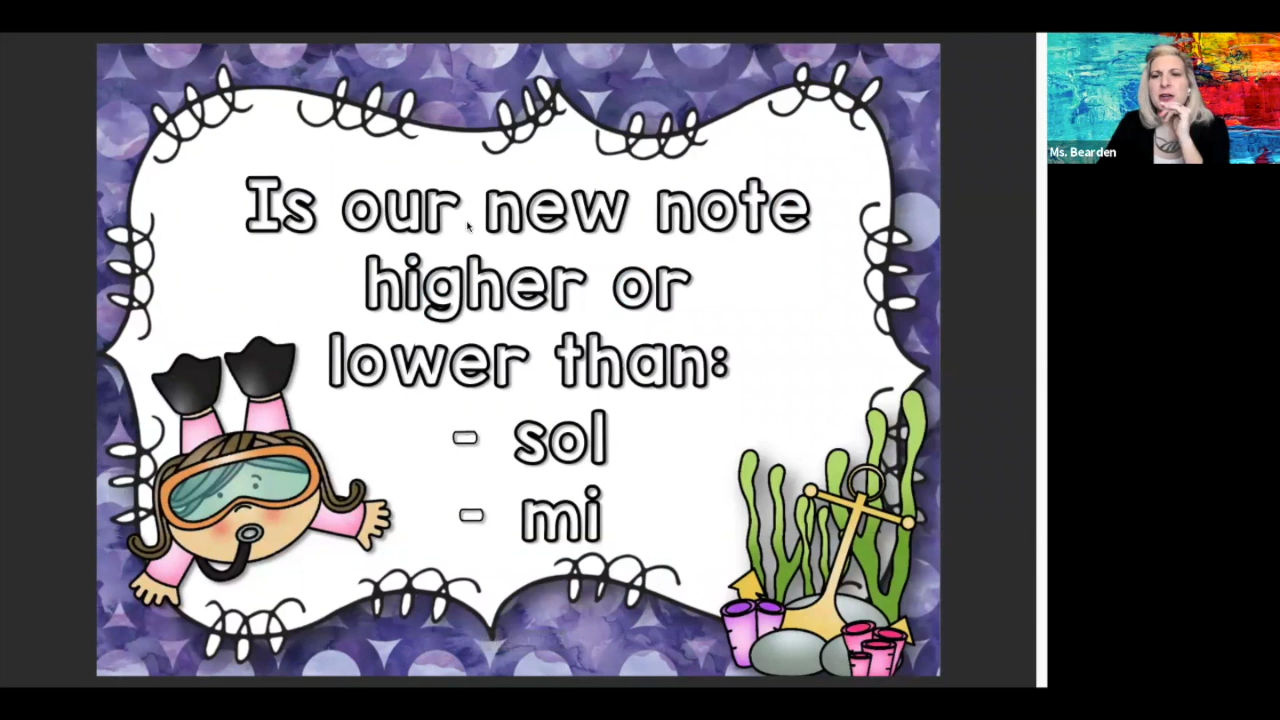 Is our new note
higher or
lower than:
- sol
- mi
Ms. Bearden